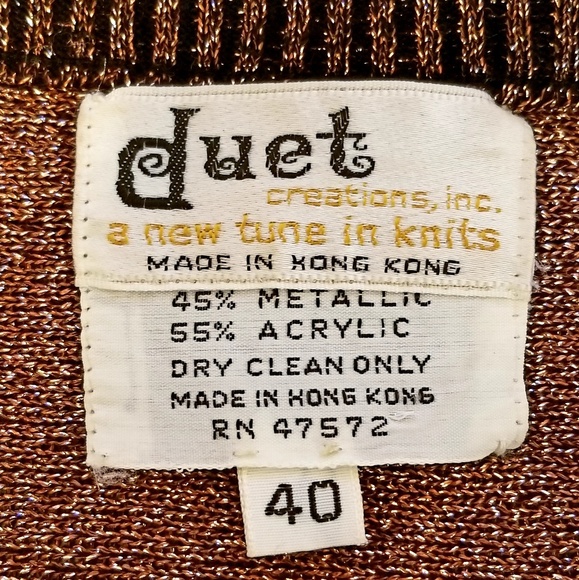 duet
creations, inc.
a new tune in knits
MADE IN HONG KONG
45% METALLIC
55% ACRYLIC
DRY CLEAN ONLY
MADE IN HONG KONG
RN 47572
40